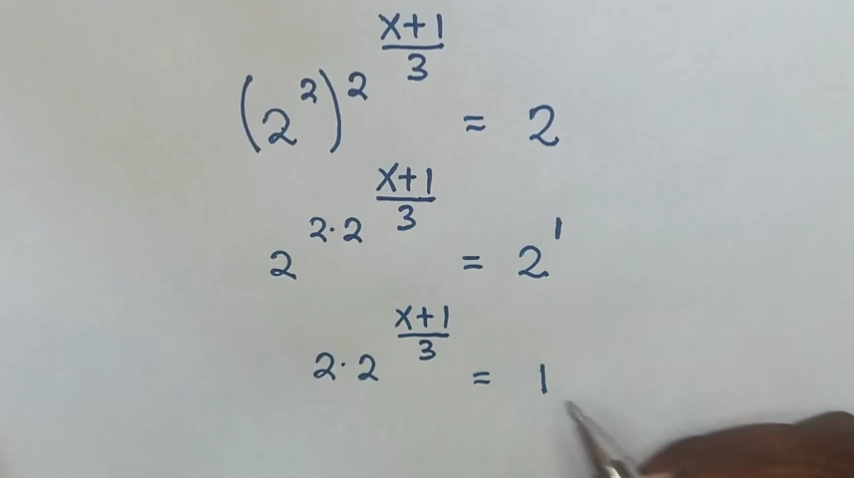 (2^2)^2^((x+1)/3) = 2
2^(2·2^((x+1)/3)) = 2^1
2·2^((x+1)/3) = 1